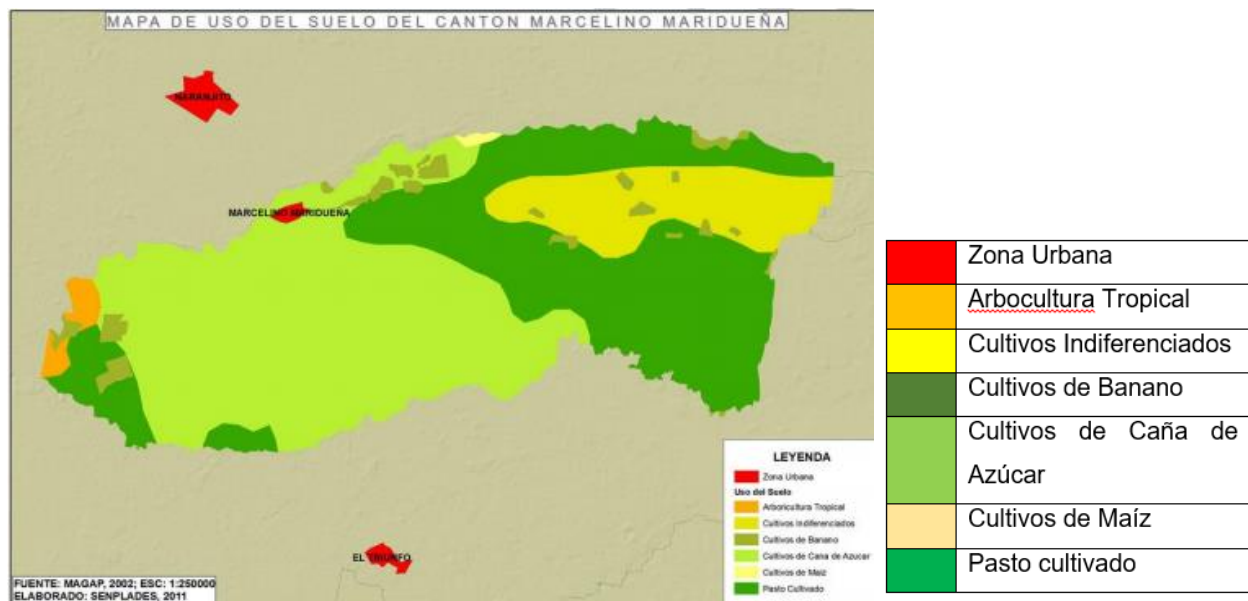 MAPA DE USO DEL SUELO DEL CANTON MARCELINO MARIDUEÑA
NARANJITO
MARCELINO MARIDUEÑA
EL TRIUNFO
LEYENDA
Zona Urbana
Uso del Suelo
Arboricultura Tropical
Cultivos Indiferenciados
Cultivos de Banano
Cultivos de Cana de Azucar
Cultivos de Maiz
Pasto Cultivado
FUENTE: MAGAP, 2002; ESC: 1:250000
ELABORADO: SENPLADES, 2011
Zona Urbana
Arbocultura Tropical
Cultivos Indiferenciados
Cultivos de Banano
Cultivos de Caña de
Azúcar
Cultivos de Maíz
Pasto cultivado